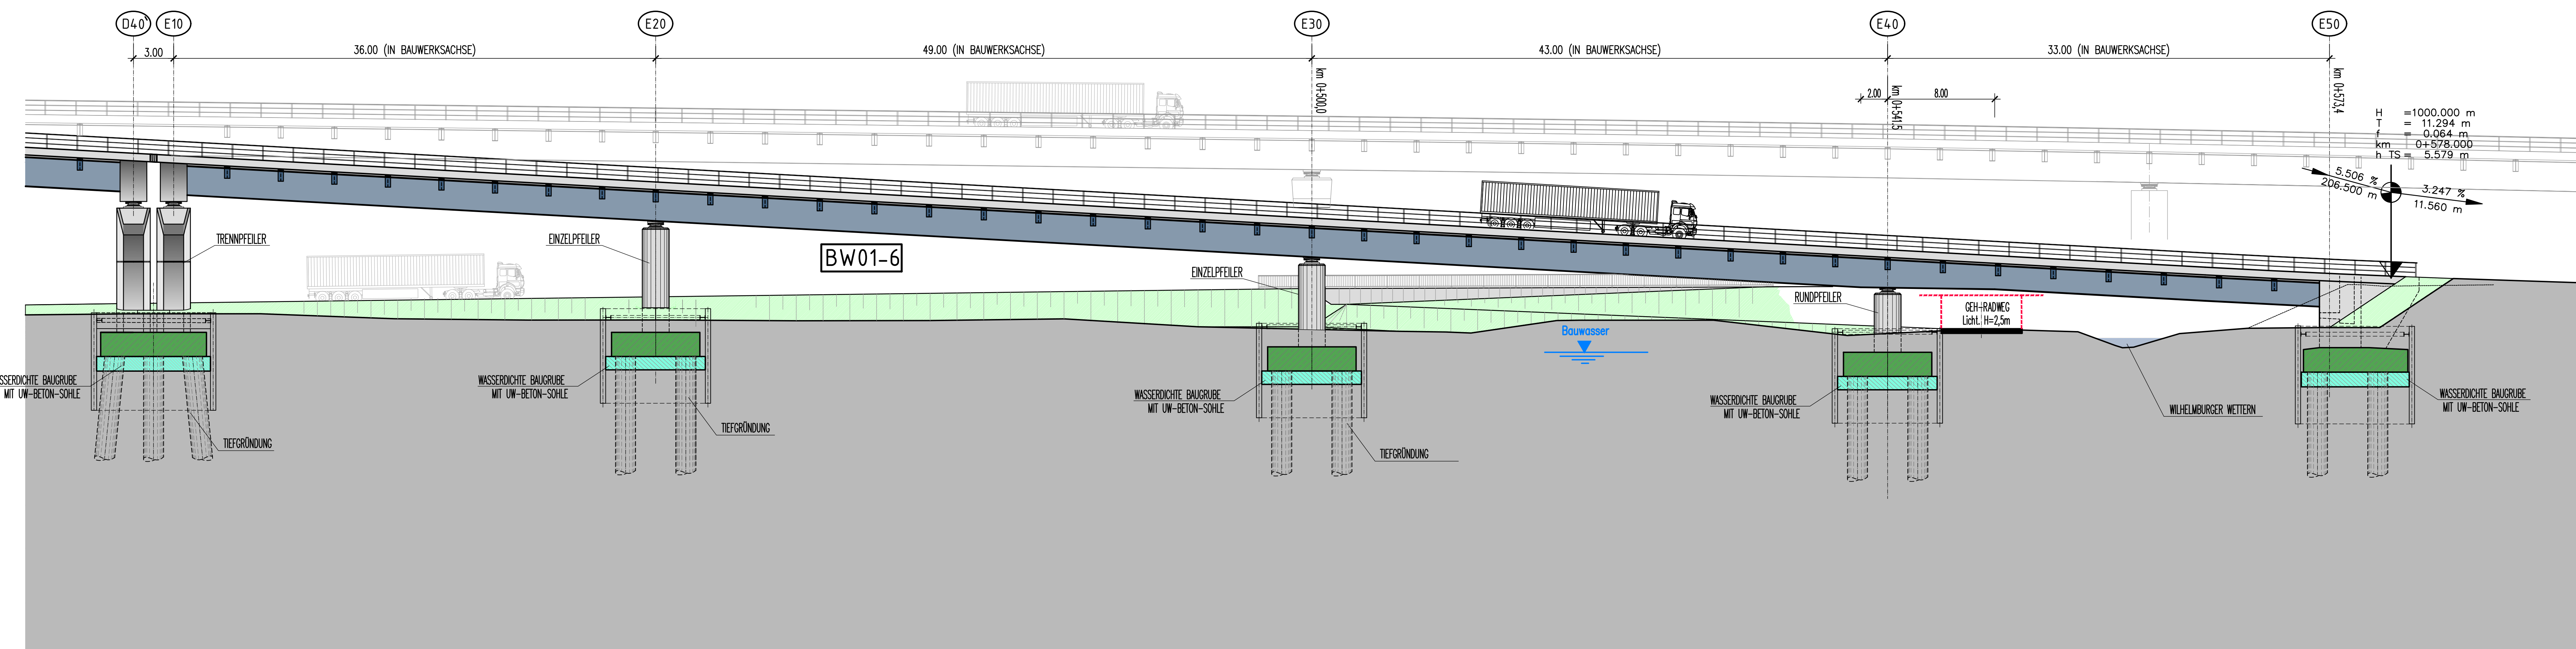 D40 E10 E20 E30 E40 E50
3.00 36.00 (IN BAUWERKSACHSE) 49.00 (IN BAUWERKSACHSE) 43.00 (IN BAUWERKSACHSE) 33.00 (IN BAUWERKSACHSE)
km 0+500,0
km 0+541.5
km 0+573,4
2.00 8.00
H =1000.000 m
T = 11.294 m
f = 0.064 m
km 0+578.000
h TS= 5.579 m
5.506 %
206.500 m
3.247 %
11.560 m
TRENNPFEILER
EINZELPFEILER
BW01-6
EINZELPFEILER
RUNDPFEILER
GEH-RADWEG
Licht. H=2,5m
Bauwasser
SSERDICHTE BAUGRUBE
MIT UW-BETON-SOHLE
WASSERDICHTE BAUGRUBE
MIT UW-BETON-SOHLE
WASSERDICHTE BAUGRUBE
MIT UW-BETON-SOHLE
WASSERDICHTE BAUGRUBE
MIT UW-BETON-SOHLE
WASSERDICHTE BAUGRUBE
MIT UW-BETON-SOHLE
WILHELMBURGER WETTERN
TIEFGRÜNDUNG
TIEFGRÜNDUNG
TIEFGRÜNDUNG